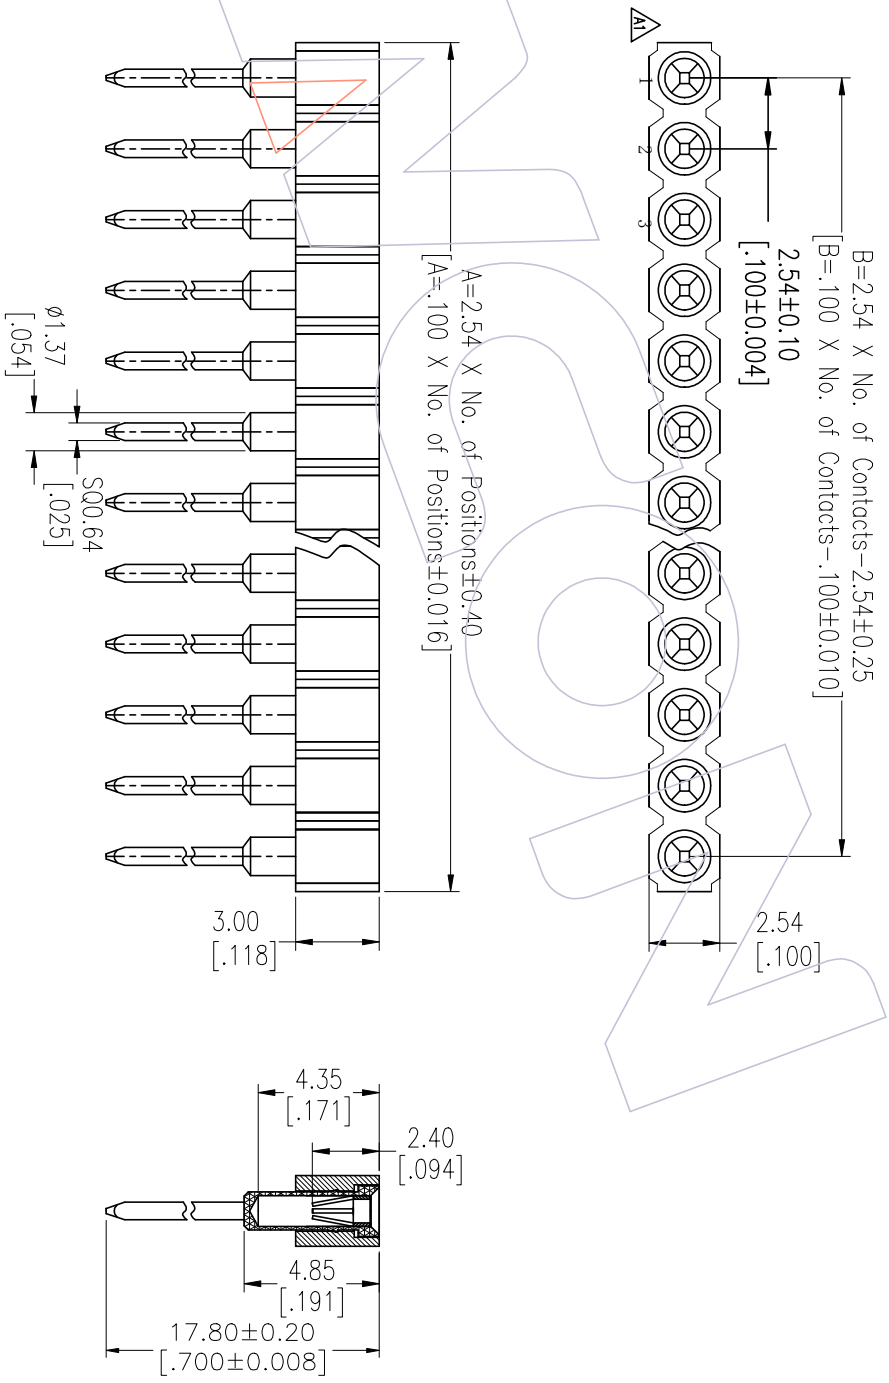 A1
1
2
3
B=2.54 X No. of Contacts-2.54±0.25
[B=.100 X No. of Contacts-.100±0.010]
2.54±0.10
[.100±0.004]
2.54
[.100]
A=2.54 X No. of Positions±0.40
[A=.100 X No. of Positions±0.016]
ø1.37
[.054]
SQ0.64
[.025]
3.00
[.118]
4.35
[.171]
2.40
[.094]
4.85
[.191]
17.80±0.20
[.700±0.008]